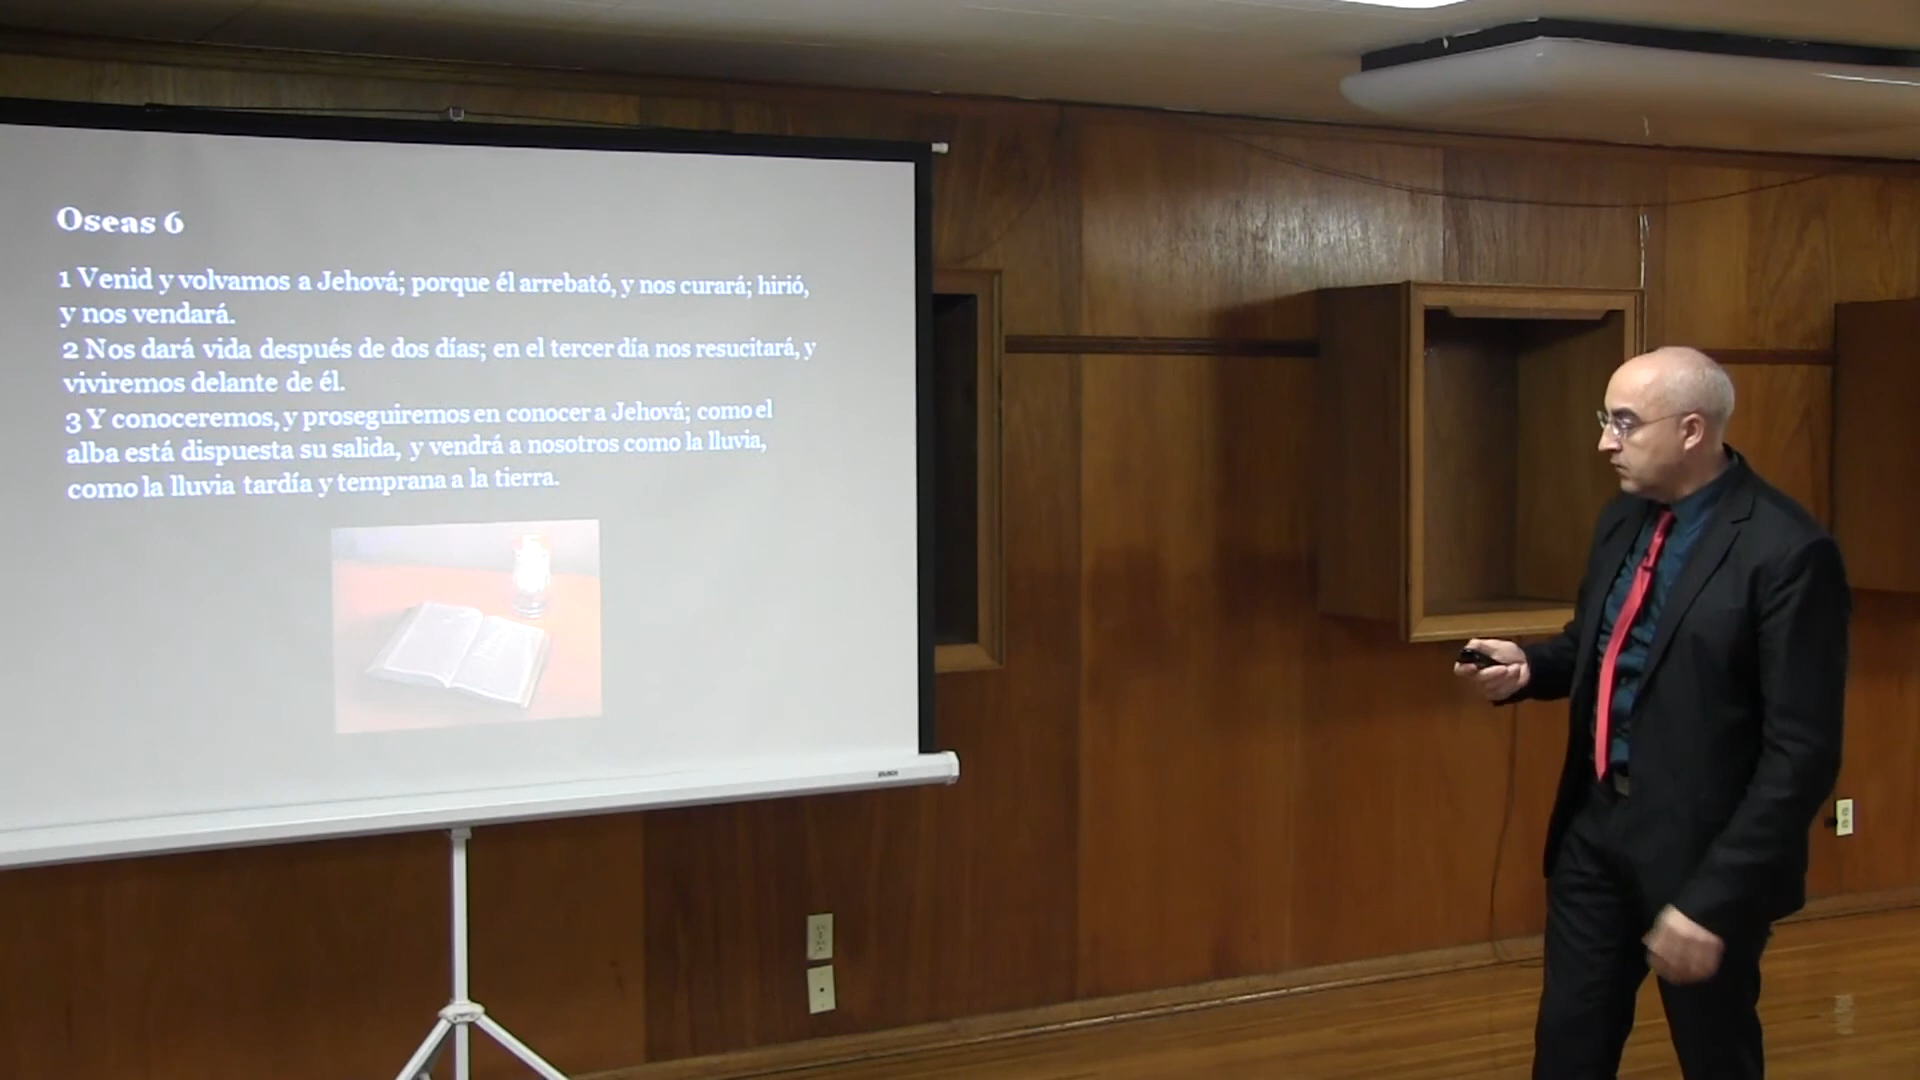 Oseas 6
1 Venid y volvamos a Jehová; porque él arrebató, y nos curará; hirió,
y nos vendará.
2 Nos dará vida después de dos días; en el tercer día nos resucitará, y
viviremos delante de él.
3 Y conoceremos, y proseguiremos en conocer a Jehová; como el
alba está dispuesta su salida, y vendrá a nosotros como la lluvia,
como la lluvia tardía y temprana a la tierra.